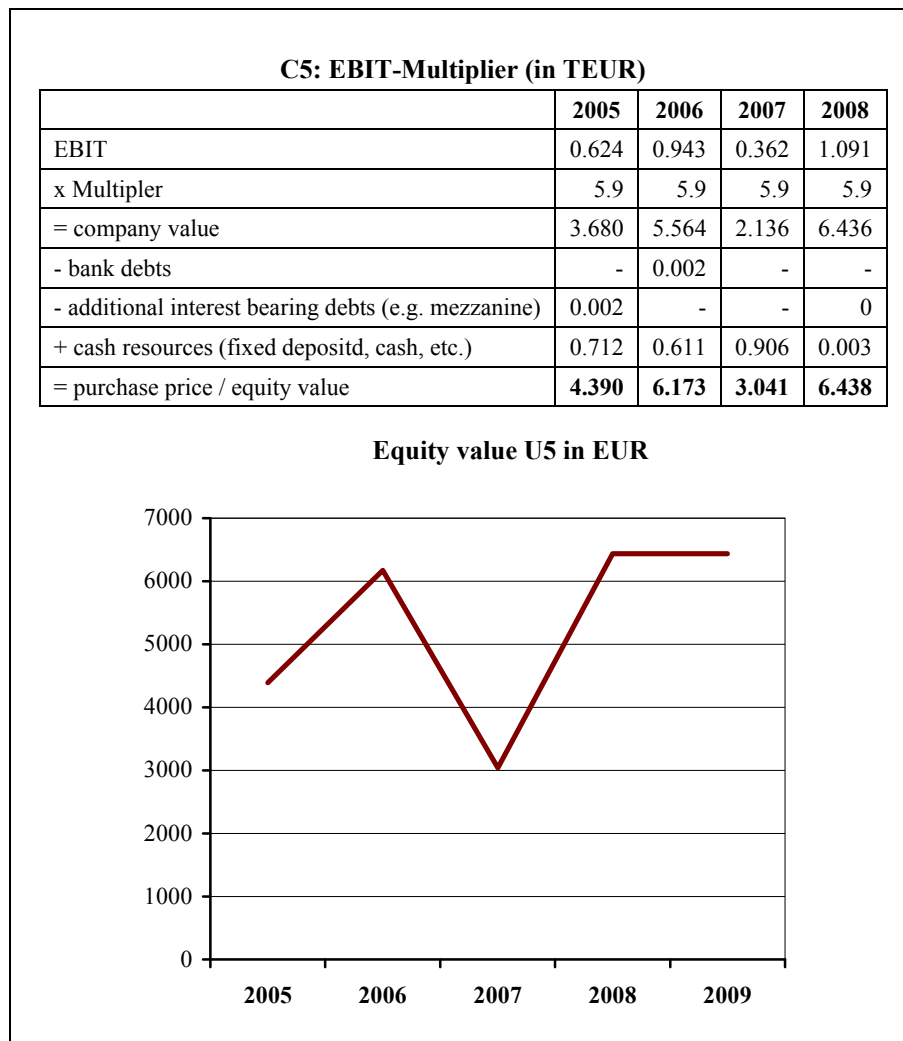 C5: EBIT-Multiplier (in TEUR)
2005 2006 2007 2008
EBIT 0.624 0.943 0.362 1.091
x Multipler 5.9 5.9 5.9 5.9
= company value 3.680 5.564 2.136 6.436
- bank debts - 0.002 - -
- additional interest bearing debts (e.g. mezzanine) 0.002 - - 0
+ cash resources (fixed depositd, cash, etc.) 0.712 0.611 0.906 0.003
= purchase price / equity value 4.390 6.173 3.041 6.438
Equity value U5 in EUR
7000
6000
5000
4000
3000
2000
1000
0
2005 2006 2007 2008 2009